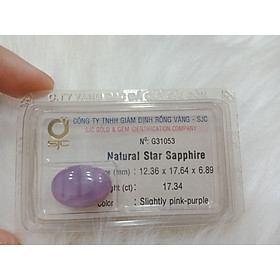 CÔNG TY TNHH GIÁM ĐỊNH RỒNG VÀNG - SJC
SJC GOLD & GEM IDENTIFICATION COMPANY
SJC
Nº: G31053
Natural Star Sapphire
(mm) : 12.36 x 17.64 x 6.89
(ct) : 17.34
Color : Slightly pink-purple